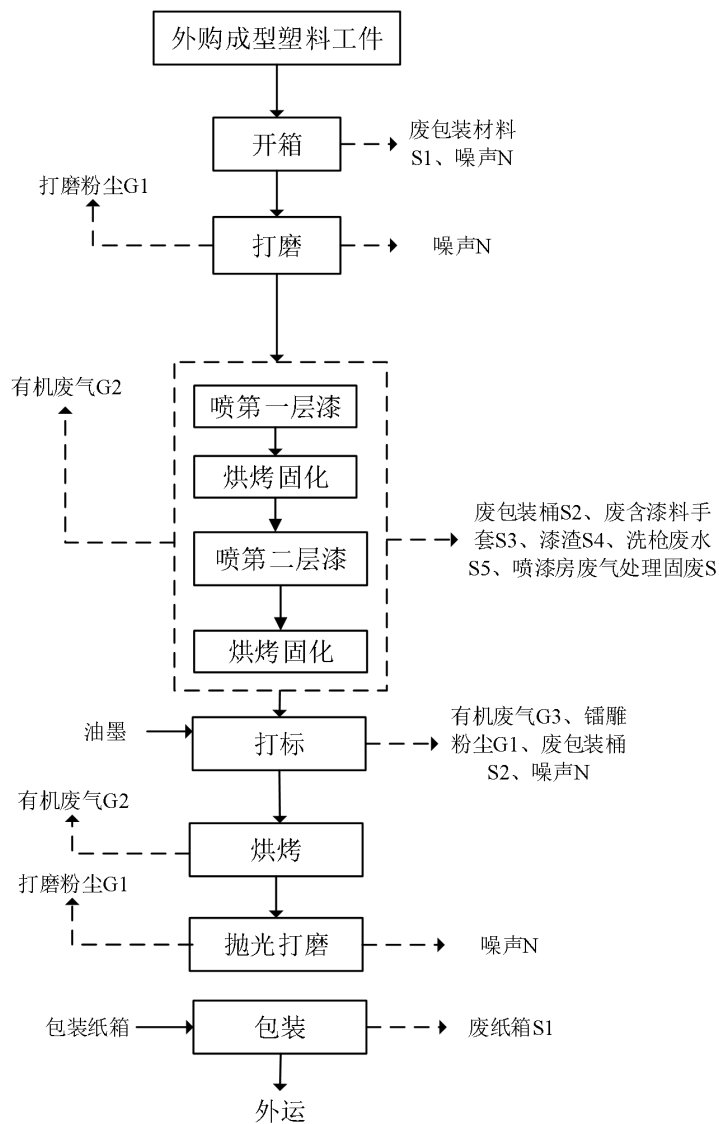 外购成型塑料工件
开箱
废包装材料
S1、噪声N
打磨粉尘G1
打磨
噪声N
有机废气G2
喷第一层漆
烘烤固化
喷第二层漆
烘烤固化
废包装桶S2、废含漆料手
套S3、漆渣S4、洗枪废水
S5、喷漆房废气处理固废S
油墨
打标
有机废气G3、镭雕
粉尘G1、废包装桶
S2、噪声N
有机废气G2
烘烤
打磨粉尘G1
抛光打磨
噪声N
包装纸箱
包装
废纸箱S1
外运